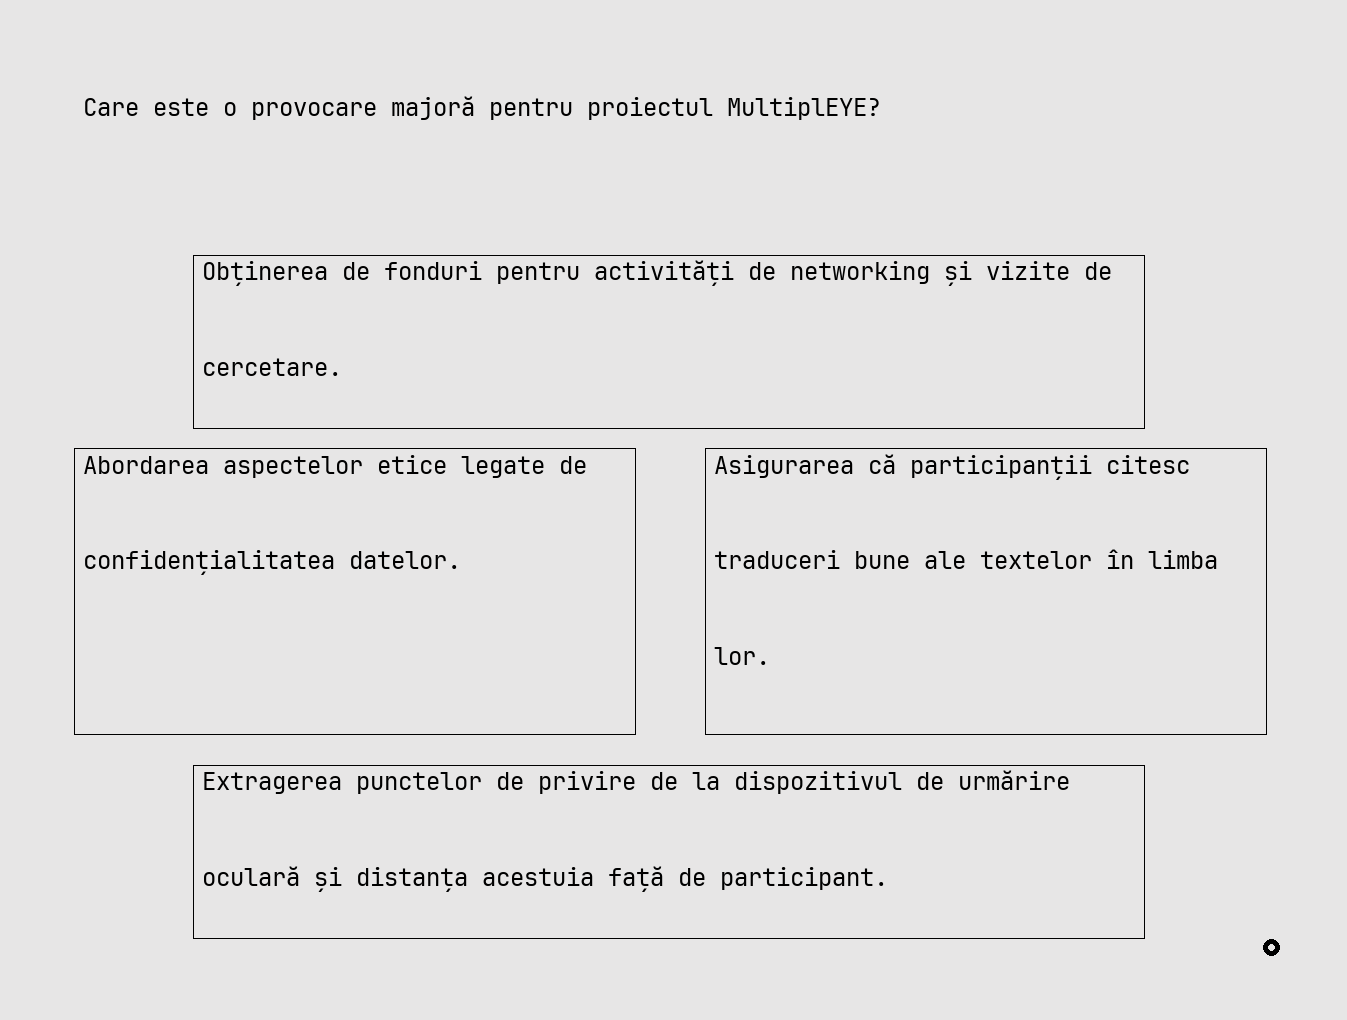 Care este o provocare majoră pentru proiectul MultiplEYE?
Obținerea de fonduri pentru activități de networking și vizite de
cercetare.
Abordarea aspectelor etice legate de
confidențialitatea datelor.
Asigurarea că participanții citesc
traduceri bune ale textelor în limba
lor.
Extragerea punctelor de privire de la dispozitivul de urmărire
oculară și distanța acestuia față de participant.